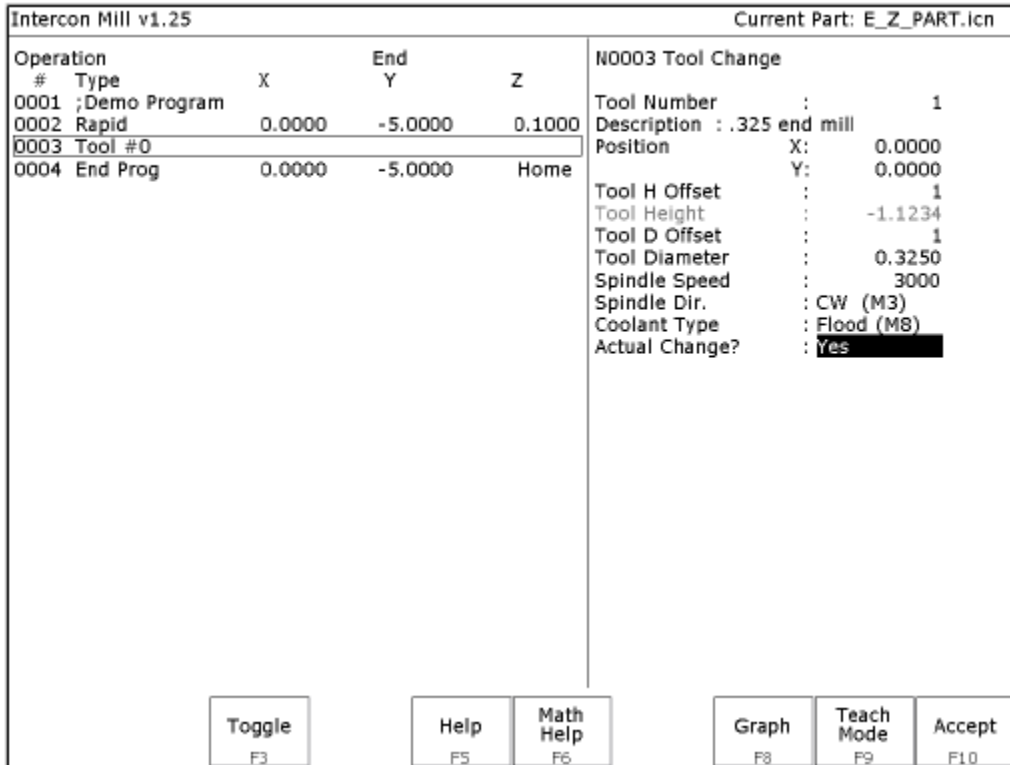 Intercon Mill v1.25 Current Part: E_Z_PART.icn
Operation End
# Type X Y Z
0001 ;Demo Program
0002 Rapid 0.0000 -5.0000 0.1000
0003 Tool #0
0004 End Prog 0.0000 -5.0000 Home
N0003 Tool Change
Tool Number : 1
Description : .325 end mill
Position X: 0.0000
Y: 0.0000
Tool H Offset : 1
Tool Height : -1.1234
Tool D Offset : 1
Tool Diameter : 0.3250
Spindle Speed : 3000
Spindle Dir. : CW (M3)
Coolant Type : Flood (M8)
Actual Change? : Yes
Toggle
F3
Help
F5
Math
Help
F6
Graph
F8
Teach
Mode
F9
Accept
F10